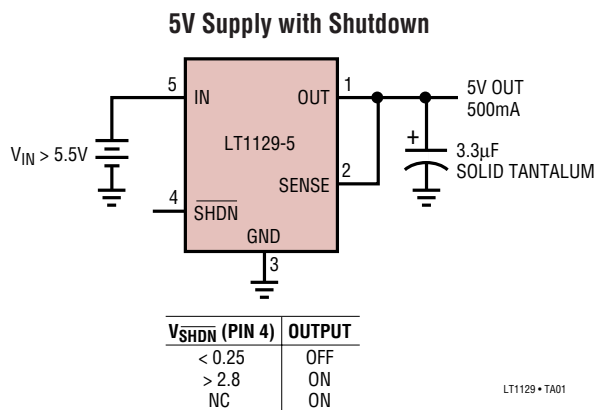 5V Supply with Shutdown
5
IN
OUT
1
5V OUT
500mA
LT1129-5
VIN > 5.5V
+
3.3μF
SOLID TANTALUM
2
SENSE
4
SHDN
GND
3
VSHDN (PIN 4) OUTPUT
< 0.25 OFF
> 2.8 ON
NC ON
LT1129 • TA01